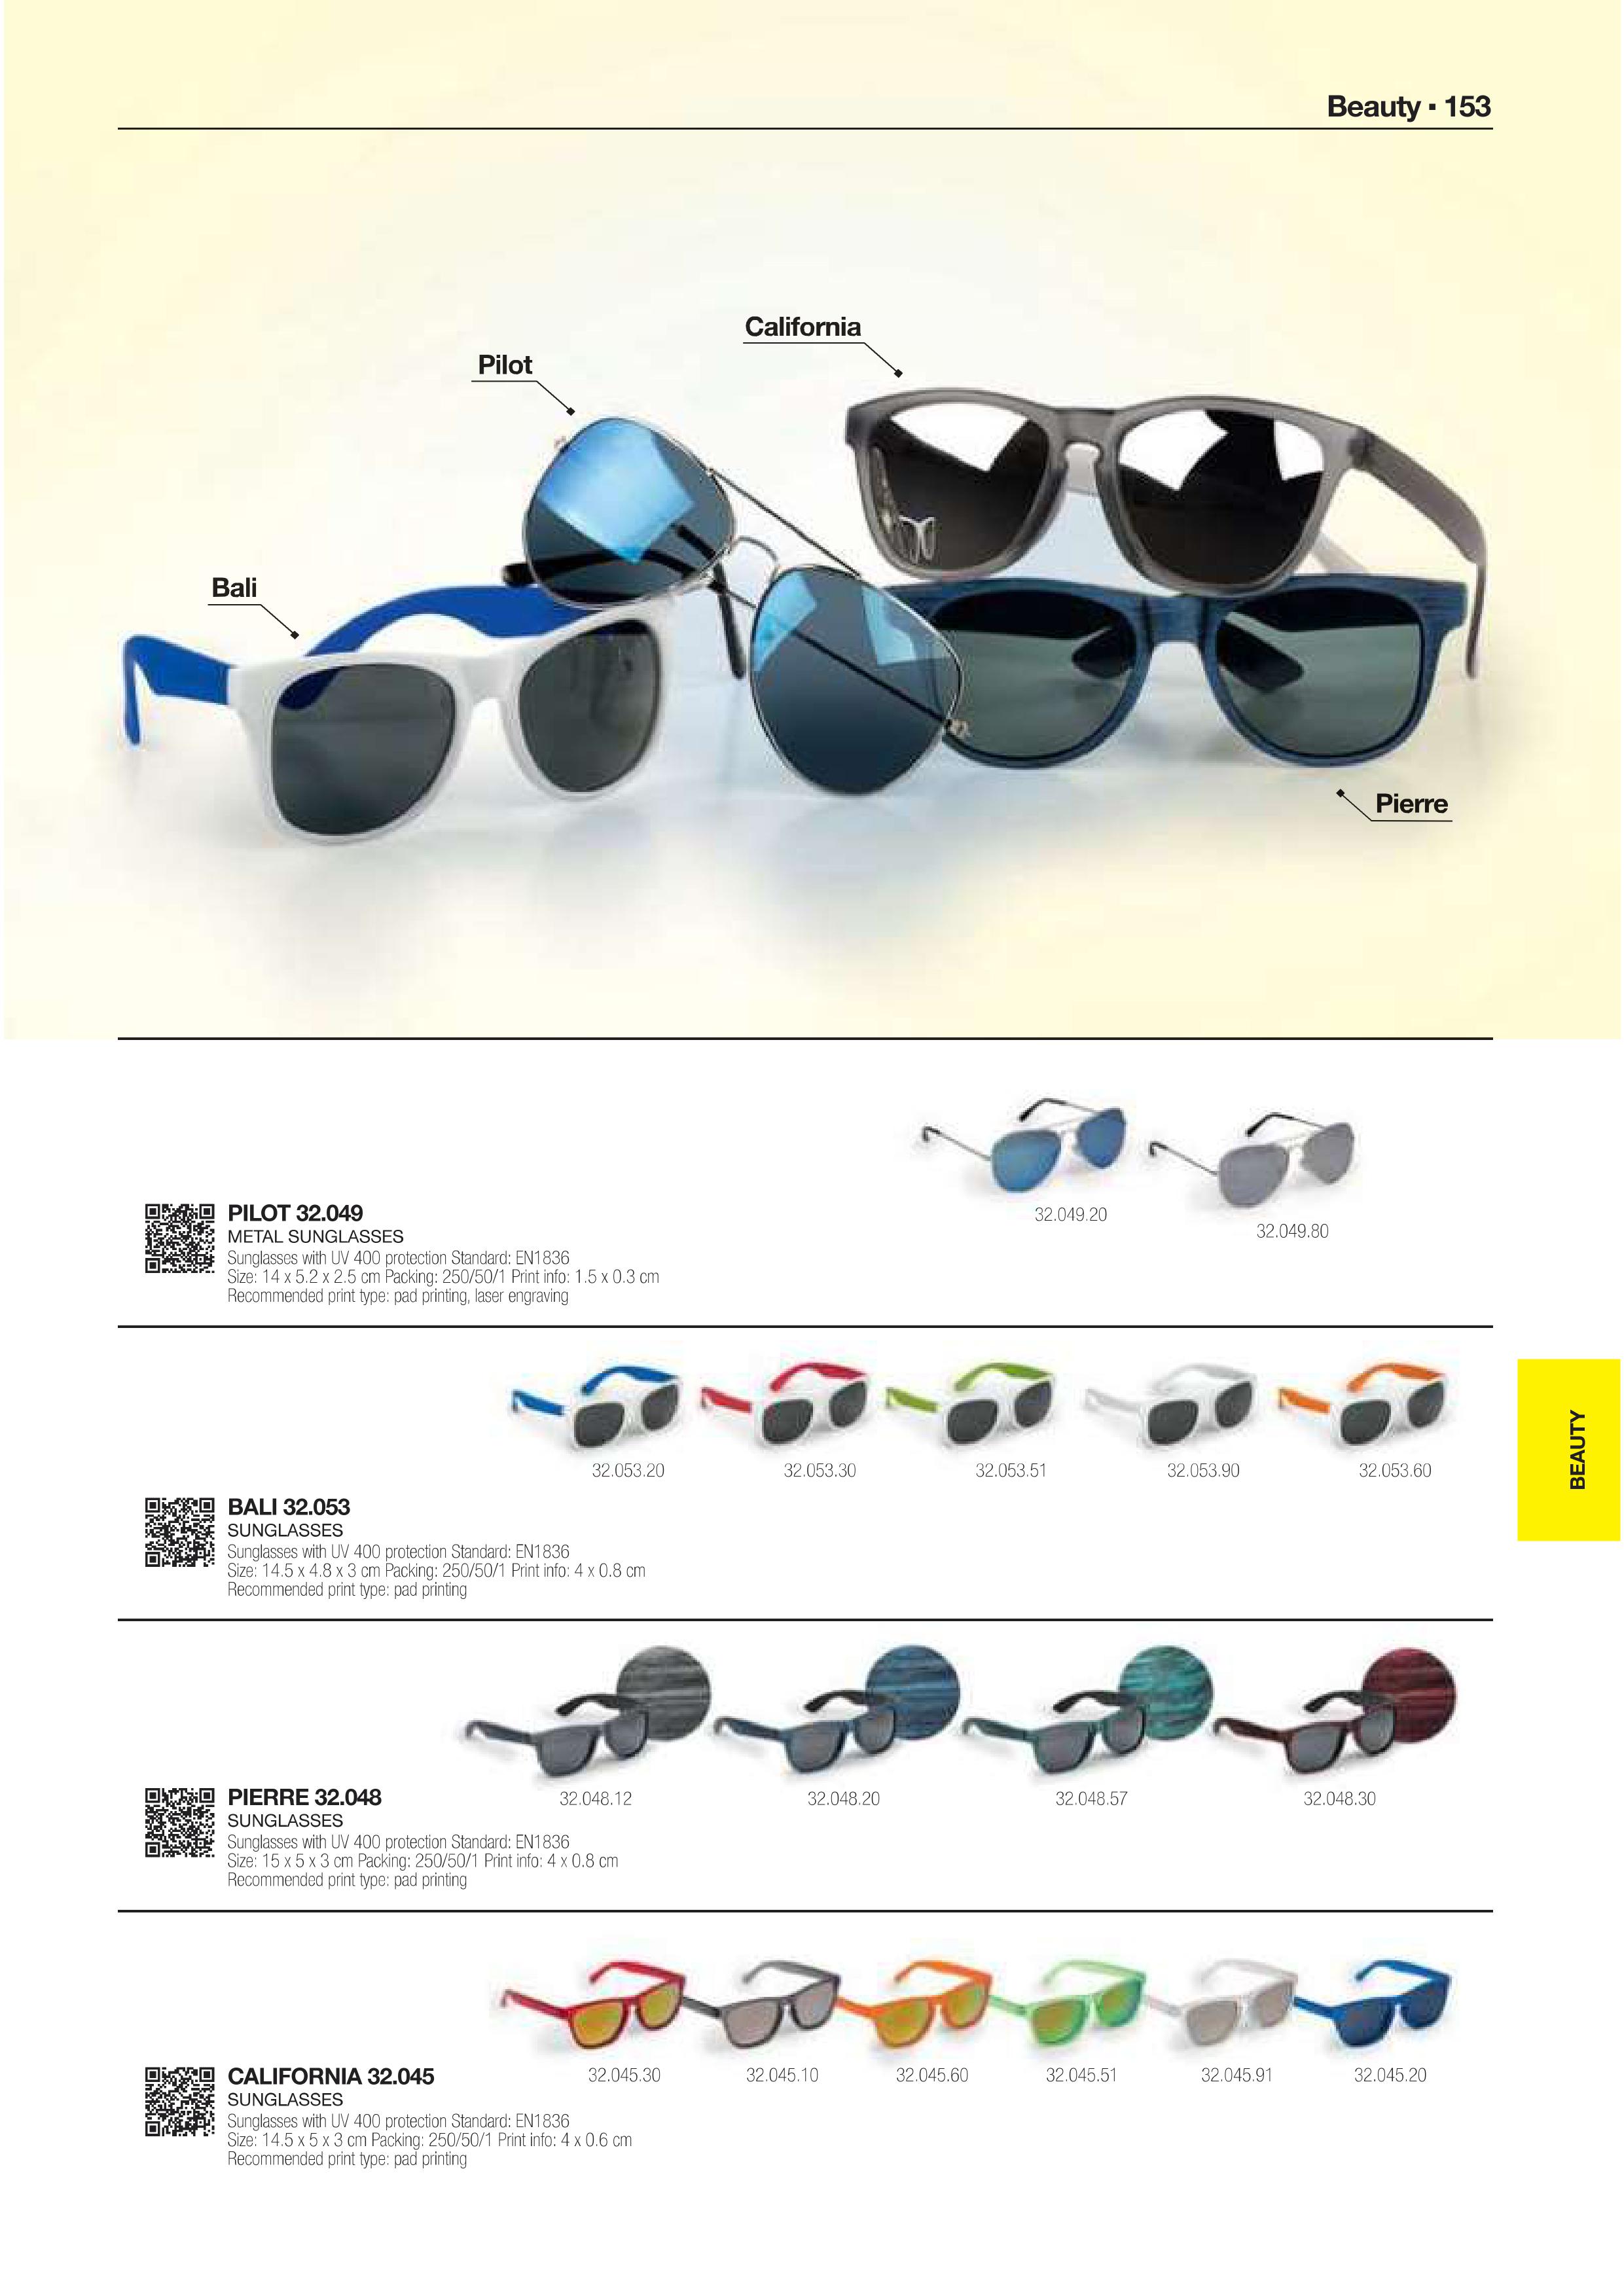 Beauty ▪ 153
California
Pilot
Bali
Pierre
32.049.20
32.049.80
PILOT 32.049
METAL SUNGLASSES
Sunglasses with UV 400 protection Standard: EN1836
Size: 14 x 5.2 x 2.5 cm Packing: 250/50/1 Print info: 1.5 x 0.3 cm
Recommended print type: pad printing, laser engraving
32.053.20 32.053.30 32.053.51 32.053.90 32.053.60
BEAUTY
BALI 32.053
SUNGLASSES
Sunglasses with UV 400 protection Standard: EN1836
Size: 14.5 x 4.8 x 3 cm Packing: 250/50/1 Print info: 4 x 0.8 cm
Recommended print type: pad printing
32.048.12 32.048.20 32.048.57 32.048.30
PIERRE 32.048
SUNGLASSES
Sunglasses with UV 400 protection Standard: EN1836
Size: 15 x 5 x 3 cm Packing: 250/50/1 Print info: 4 x 0.8 cm
Recommended print type: pad printing
32.045.30 32.045.10 32.045.60 32.045.51 32.045.91 32.045.20
CALIFORNIA 32.045
SUNGLASSES
Sunglasses with UV 400 protection Standard: EN1836
Size: 14.5 x 5 x 3 cm Packing: 250/50/1 Print info: 4 x 0.6 cm
Recommended print type: pad printing